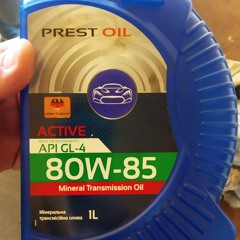 PREST OIL
ACTIVE
API GL-4
80W-85
Mineral Transmission Oil
Мінеральна
трансмісійна олива
1L